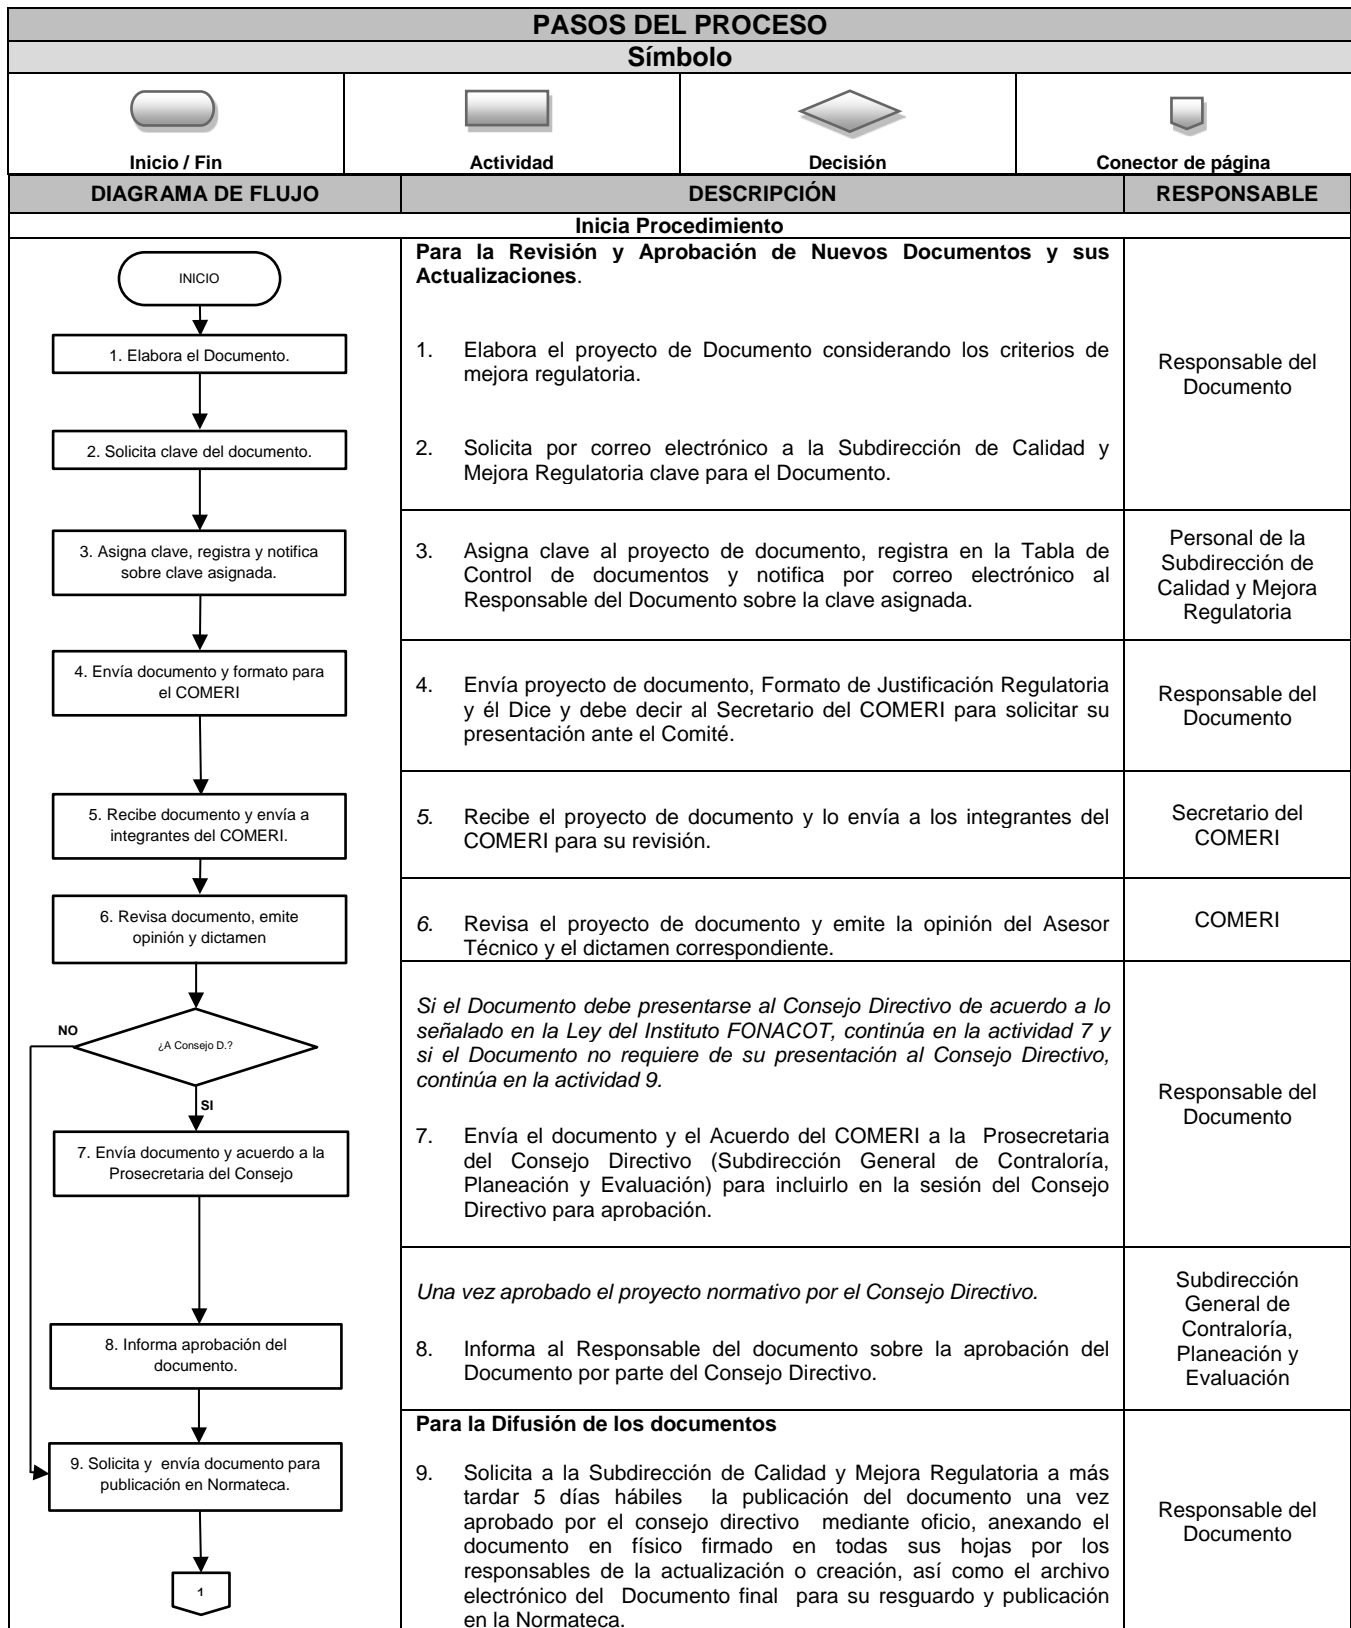 PASOS DEL PROCESO
Símbolo
Inicio / Fin
Actividad
Decisión
Conector de página
DIAGRAMA DE FLUJO
DESCRIPCIÓN
RESPONSABLE
Inicia Procedimiento
INICIO
1. Elabora el Documento.
2. Solicita clave del documento.
Para la Revisión y Aprobación de Nuevos Documentos y sus
Actualizaciones.
1. Elabora el proyecto de Documento considerando los criterios de
mejora regulatoria.
2. Solicita por correo electrónico a la Subdirección de Calidad y
Mejora Regulatoria clave para el Documento.
Responsable del
Documento
3. Asigna clave, registra y notifica
sobre clave asignada.
3. Asigna clave al proyecto de documento, registra en la Tabla de
Control de documentos y notifica por correo electrónico al
Responsable del Documento sobre la clave asignada.
Personal de la
Subdirección de
Calidad y Mejora
Regulatoria
4. Envía documento y formato para
el COMERI
4. Envía proyecto de documento, Formato de Justificación Regulatoria
y él Dice y debe decir al Secretario del COMERI para solicitar su
presentación ante el Comité.
Responsable del
Documento
5. Recibe documento y envía a
integrantes del COMERI.
5. Recibe el proyecto de documento y lo envía a los integrantes del
COMERI para su revisión.
Secretario del
COMERI
6. Revisa documento, emite
opinión y dictamen
6. Revisa el proyecto de documento y emite la opinión del Asesor
Técnico y el dictamen correspondiente.
COMERI
NO
¿A Consejo D.?
SI
7. Envía documento y acuerdo a la
Prosecretaria del Consejo
Si el Documento debe presentarse al Consejo Directivo de acuerdo a lo
señalado en la Ley del Instituto FONACOT, continúa en la actividad 7 y
si el Documento no requiere de su presentación al Consejo Directivo,
continúa en la actividad 9.
7. Envía el documento y el Acuerdo del COMERI a la Prosecretaria
del Consejo Directivo (Subdirección General de Contraloría,
Planeación y Evaluación) para incluirlo en la sesión del Consejo
Directivo para aprobación.
Responsable del
Documento
8. Informa aprobación del
documento.
Una vez aprobado el proyecto normativo por el Consejo Directivo.
8. Informa al Responsable del documento sobre la aprobación del
Documento por parte del Consejo Directivo.
Subdirección
General de
Contraloría,
Planeación y
Evaluación
9. Solicita y envía documento para
publicación en Normateca.
1
Para la Difusión de los documentos
9. Solicita a la Subdirección de Calidad y Mejora Regulatoria a más
tardar 5 días hábiles la publicación del documento una vez
aprobado por el consejo directivo mediante oficio, anexando el
documento en físico firmado en todas sus hojas por los
responsables de la actualización o creación, así como el archivo
electrónico del Documento final para su resguardo y publicación
en la Normateca.
Responsable del
Documento